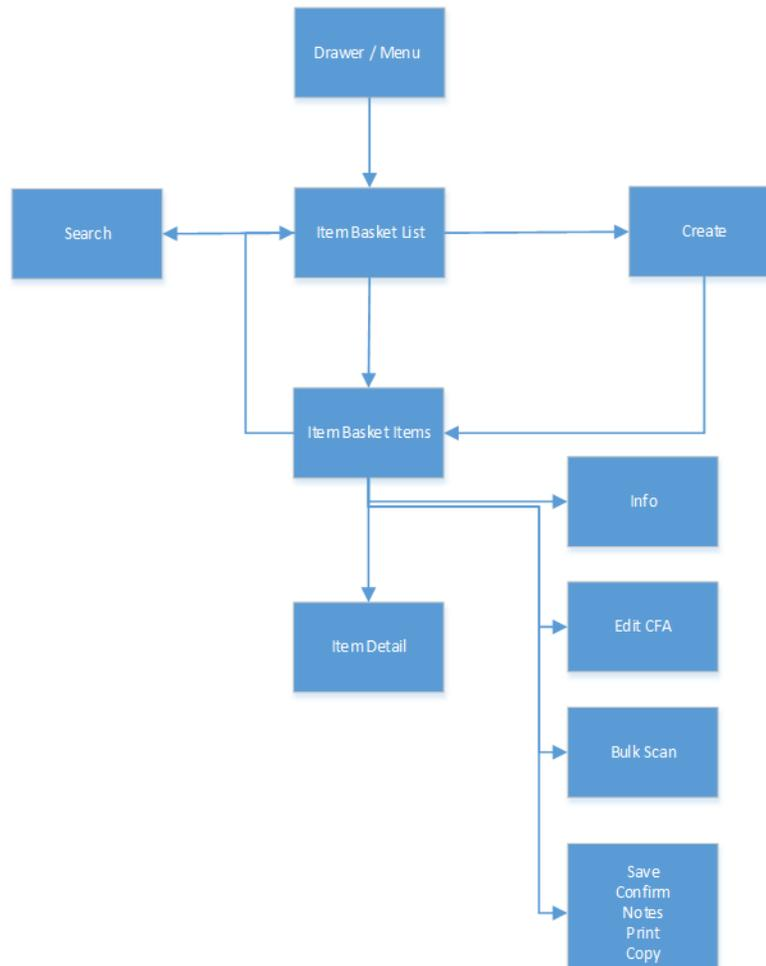 Drawer / Menu
Search
Item Basket List
Create
Item Basket Items
Info
Item Detail
Edit CFA
Bulk Scan
Save
Confirm
Notes
Print
Copy